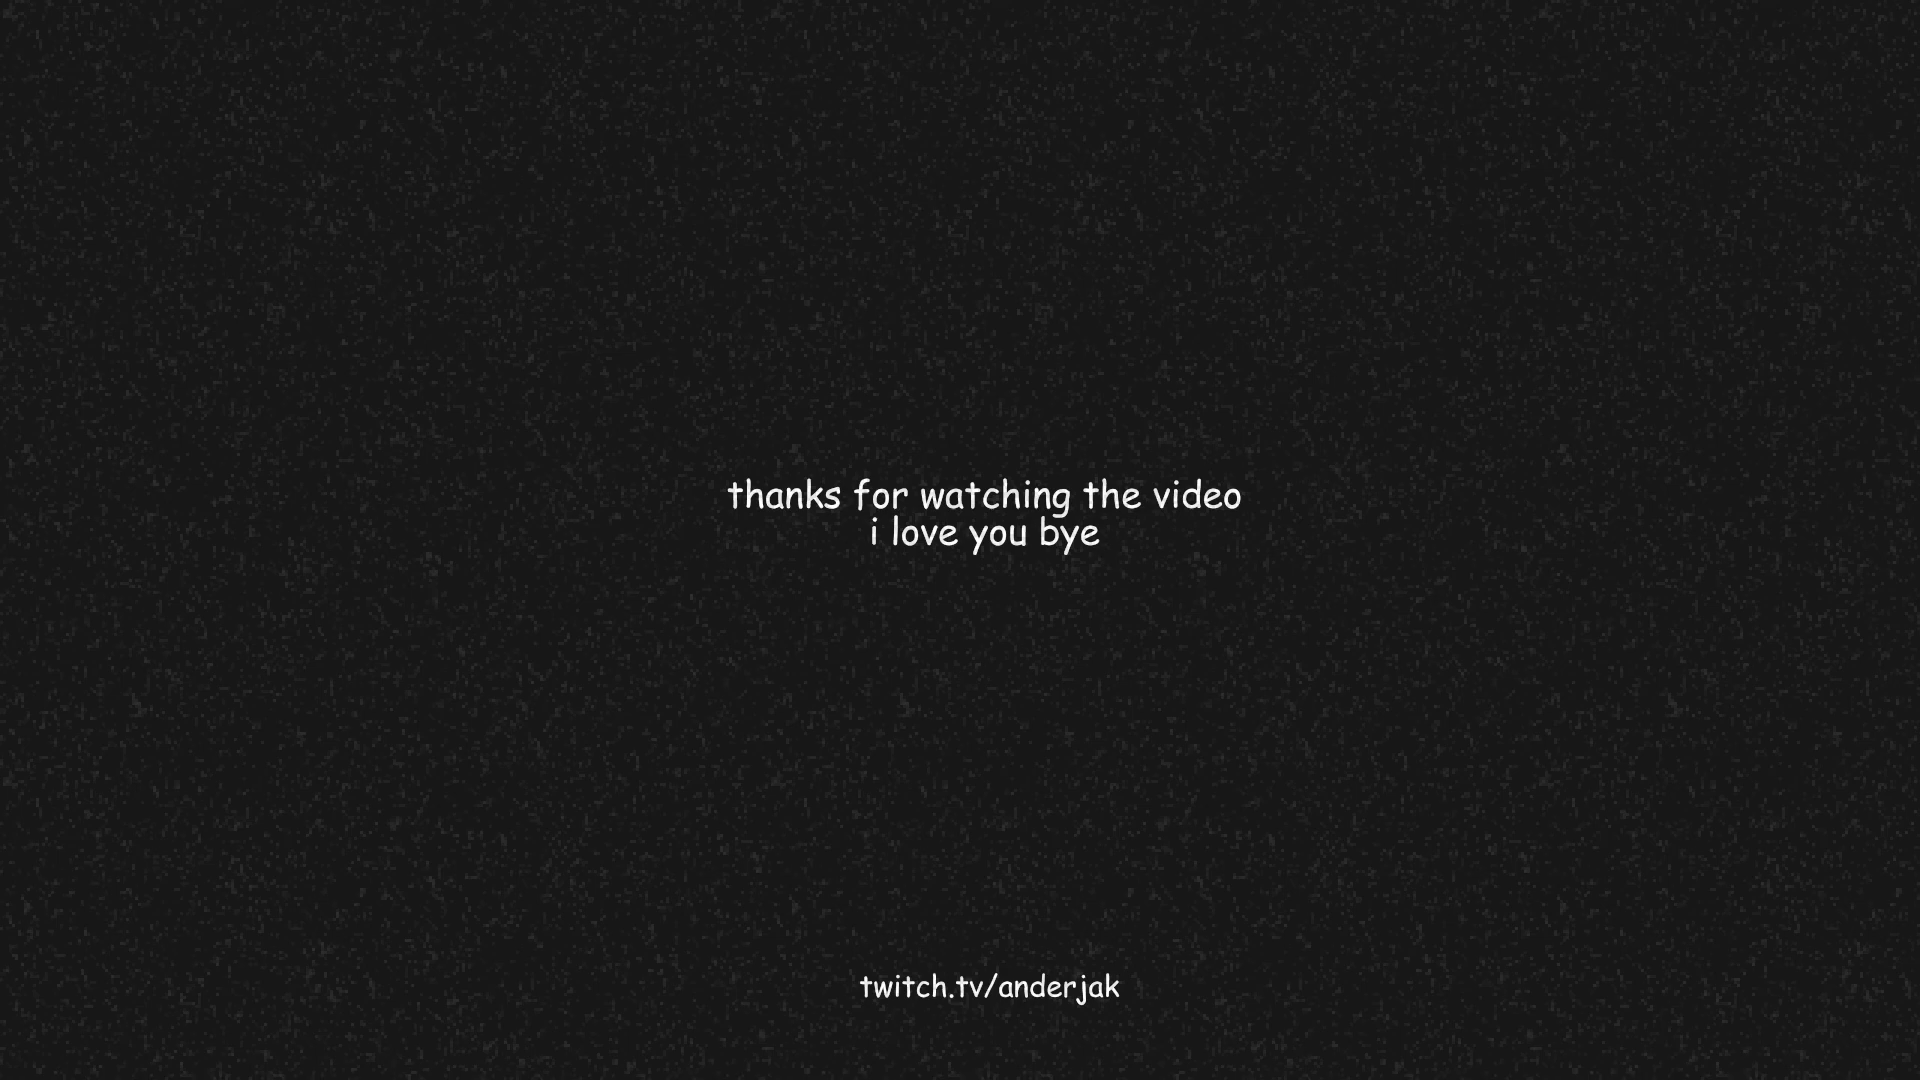 thanks for watching the video
i love you bye
twitch.tv/anderjak